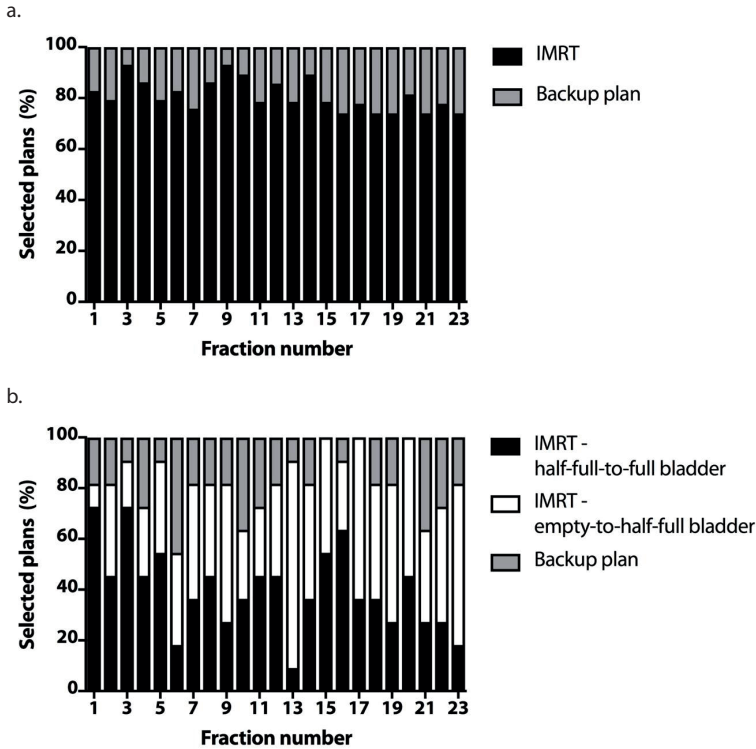 a.
100
80
60
40
20
0
Selected plans (%)
1 3 5 7 9 11 13 15 17 19 21 23
Fraction number
IMRT
Backup plan
b.
100
80
60
40
20
0
Selected plans (%)
1 3 5 7 9 11 13 15 17 19 21 23
Fraction number
IMRT -
half-full-to-full bladder
IMRT -
empty-to-half-full bladder
Backup plan